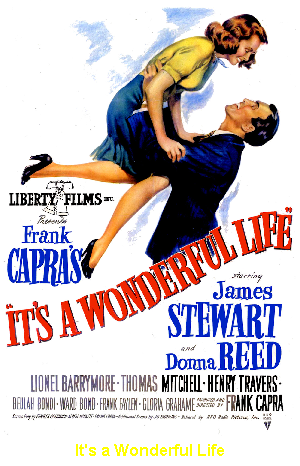 LIBERTY FILMS INC.
Presents
Frank
CAPRA'S
"IT'S A WONDERFUL LIFE"
starring
James
STEWART
and
Donna REED
LIONEL BARRYMORE · THOMAS MITCHELL · HENRY TRAVERS
BEULAH BONDI · WARD BOND · FRANK FAYLEN · GLORIA GRAHAME · PRODUCED AND DIRECTED BY FRANK CAPRA
It's a Wonderful Life